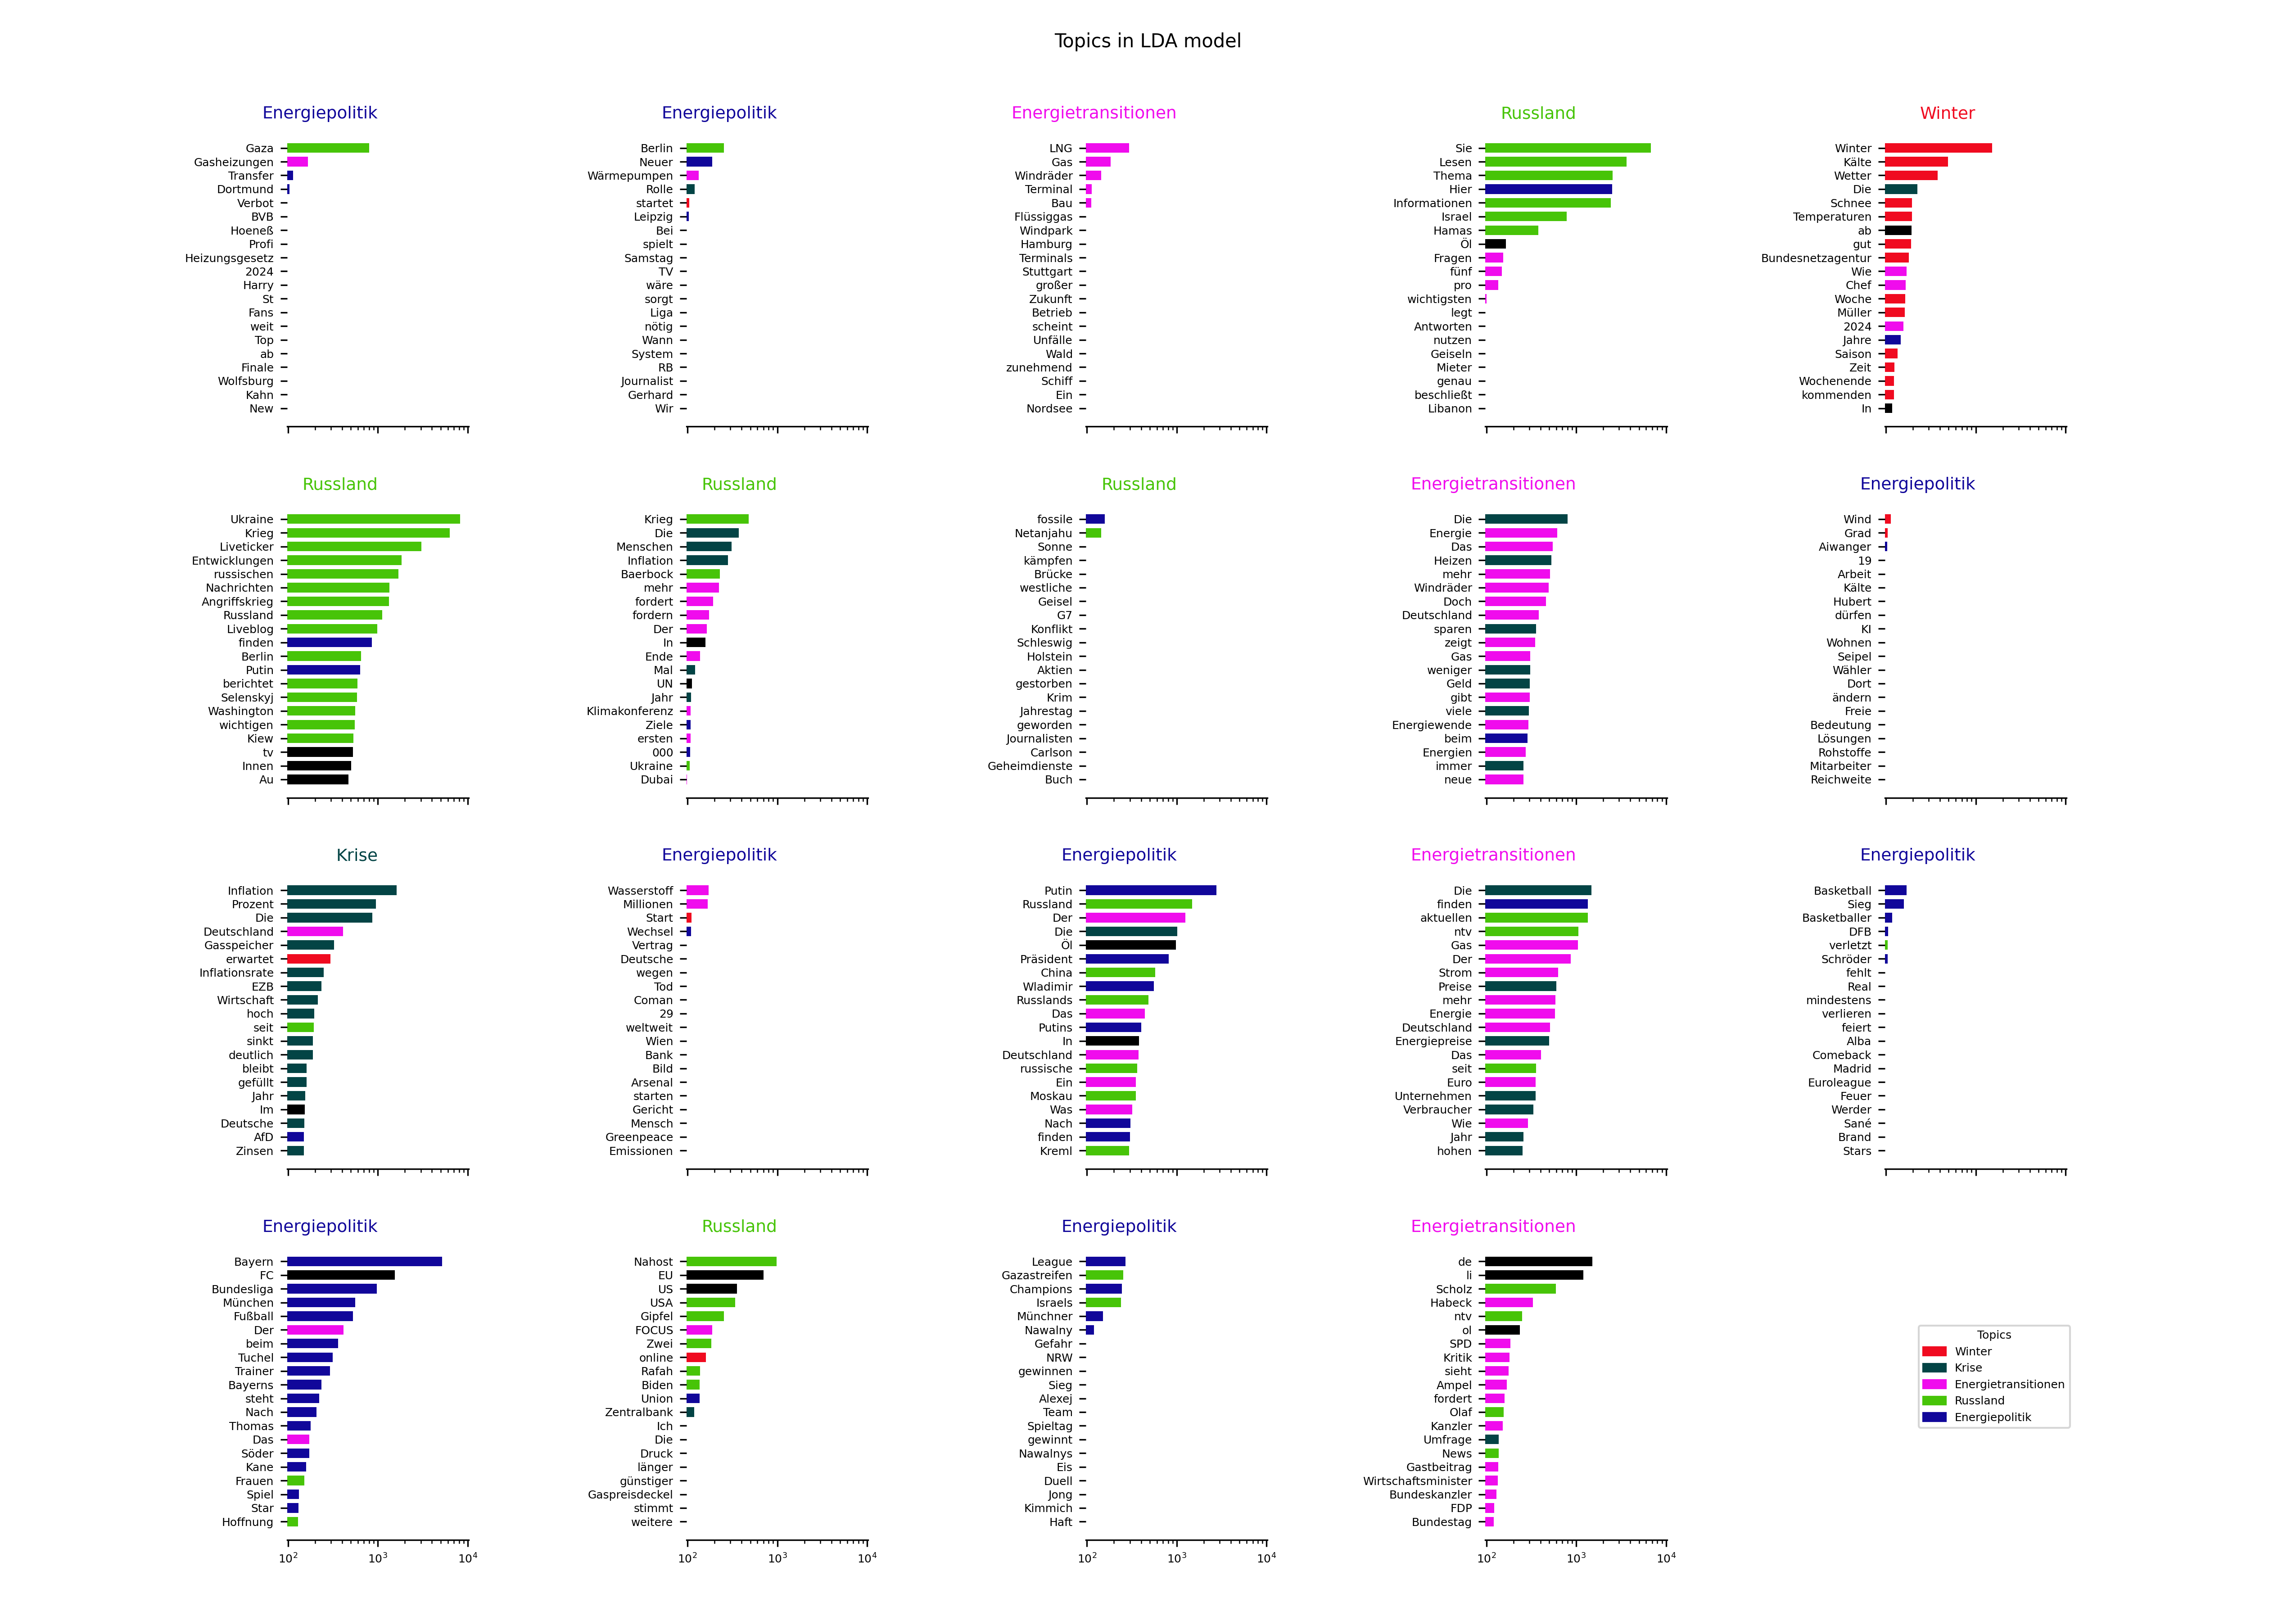 Topics in LDA model
Energiepolitik
Gaza
Gasheizungen
Transfer
Dortmund
Verbot
BVB
Hoeneß
Profi
Heizungsgesetz
2024
Harry
St
Fans
weit
Top
ab
Finale
Wolfsburg
Kahn
New
Energiepolitik
Berlin
Neuer
Wärmepumpen
Rolle
startet
Leipzig
Bei
spielt
Samstag
TV
wäre
sorgt
Liga
nötig
Wann
System
RB
Journalist
Gerhard
Wir
Energietransitionen
LNG
Gas
Windräder
Terminal
Bau
Flüssiggas
Windpark
Hamburg
Terminals
Stuttgart
großer
Zukunft
Betrieb
scheint
Unfälle
Wald
zunehmend
Schiff
Ein
Nordsee
Russland
Sie
Lesen
Thema
Hier
Informationen
Israel
Hamas
Öl
Fragen
fünf
pro
wichtigsten
legt
Antworten
nutzen
Geiseln
Mieter
genau
beschließt
Libanon
Winter
Winter
Kälte
Wetter
Die
Schnee
Temperaturen
ab
gut
Bundesnetzagentur
Wie
Chef
Woche
Müller
2024
Jahre
Saison
Zeit
Wochenende
kommenden
In
Russland
Ukraine
Krieg
Liveticker
Entwicklungen
russischen
Nachrichten
Angriffskrieg
Russland
Liveblog
finden
Berlin
Putin
berichtet
Selenskyj
Washington
wichtigen
Kiew
tv
Innen
Au
Russland
Krieg
Die
Menschen
Inflation
Baerbock
mehr
fordert
fordern
Der
In
Ende
Mal
UN
Jahr
Klimakonferenz
Ziele
ersten
000
Ukraine
Dubai
Russland
fossile
Netanjahu
Sonne
kämpfen
Brücke
westliche
Geisel
G7
Konflikt
Schleswig
Holstein
Aktien
gestorben
Krim
Jahrestag
geworden
Journalisten
Carlson
Geheimdienste
Buch
Energietransitionen
Die
Energie
Das
Heizen
mehr
Windräder
Doch
Deutschland
sparen
zeigt
Gas
weniger
Geld
gibt
viele
Energiewende
beim
Energien
immer
neue
Energiepolitik
Wind
Grad
Aiwanger
19
Arbeit
Kälte
Hubert
dürfen
KI
Wohnen
Seipel
Wähler
Dort
ändern
Freie
Bedeutung
Lösungen
Rohstoffe
Mitarbeiter
Reichweite
Krise
Inflation
Prozent
Die
Deutschland
Gasspeicher
erwartet
Inflationsrate
EZB
Wirtschaft
hoch
seit
sinkt
deutlich
bleibt
gefüllt
Jahr
Im
Deutsche
AfD
Zinsen
Energiepolitik
Wasserstoff
Millionen
Start
Wechsel
Vertrag
Deutsche
wegen
Tod
Coman
29
weltweit
Wien
Bank
Bild
Arsenal
starten
Gericht
Mensch
Greenpeace
Emissionen
Energiepolitik
Putin
Russland
Der
Die
Öl
Präsident
China
Wladimir
Russlands
Das
Putins
In
Deutschland
russische
Ein
Moskau
Was
Nach
finden
Kreml
Energietransitionen
Die
finden
aktuellen
ntv
Gas
Der
Strom
Preise
mehr
Energie
Deutschland
Energiepreise
Das
seit
Euro
Unternehmen
Verbraucher
Wie
Jahr
hohen
Energiepolitik
Basketball
Sieg
Basketballer
DFB
verletzt
Schröder
fehlt
Real
mindestens
verlieren
feiert
Alba
Comeback
Madrid
Euroleague
Feuer
Werder
Sané
Brand
Stars
Energiepolitik
Bayern
FC
Bundesliga
München
Fußball
Der
beim
Tuchel
Trainer
Bayerns
steht
Nach
Thomas
Das
Söder
Kane
Frauen
Spiel
Star
Hoffnung
10² 10³ 10⁴
Russland
Nahost
EU
US
USA
Gipfel
FOCUS
Zwei
online
Rafah
Biden
Union
Zentralbank
Ich
Die
Druck
länger
günstiger
Gaspreisdeckel
stimmt
weitere
10² 10³ 10⁴
Energiepolitik
League
Gazastreifen
Champions
Israels
Münchner
Nawalny
Gefahr
NRW
gewinnen
Sieg
Alexej
Team
Spieltag
gewinnt
Nawalnys
Eis
Duell
Jong
Kimmich
Haft
10² 10³ 10⁴
Energietransitionen
de
li
Scholz
Habeck
ntv
ol
SPD
Kritik
sieht
Ampel
fordert
Olaf
Kanzler
Umfrage
News
Gastbeitrag
Wirtschaftsminister
Bundeskanzler
FDP
Bundestag
10² 10³ 10⁴
Topics
Winter
Krise
Energietransitionen
Russland
Energiepolitik